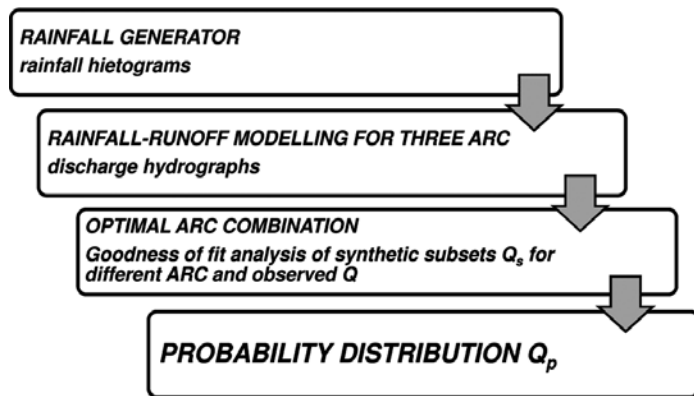 RAINFALL GENERATOR
rainfall hietograms
RAINFALL-RUNOFF MODELLING FOR THREE ARC
discharge hydrographs
OPTIMAL ARC COMBINATION
Goodness of fit analysis of synthetic subsets Qs for
different ARC and observed Q
PROBABILITY DISTRIBUTION Qp